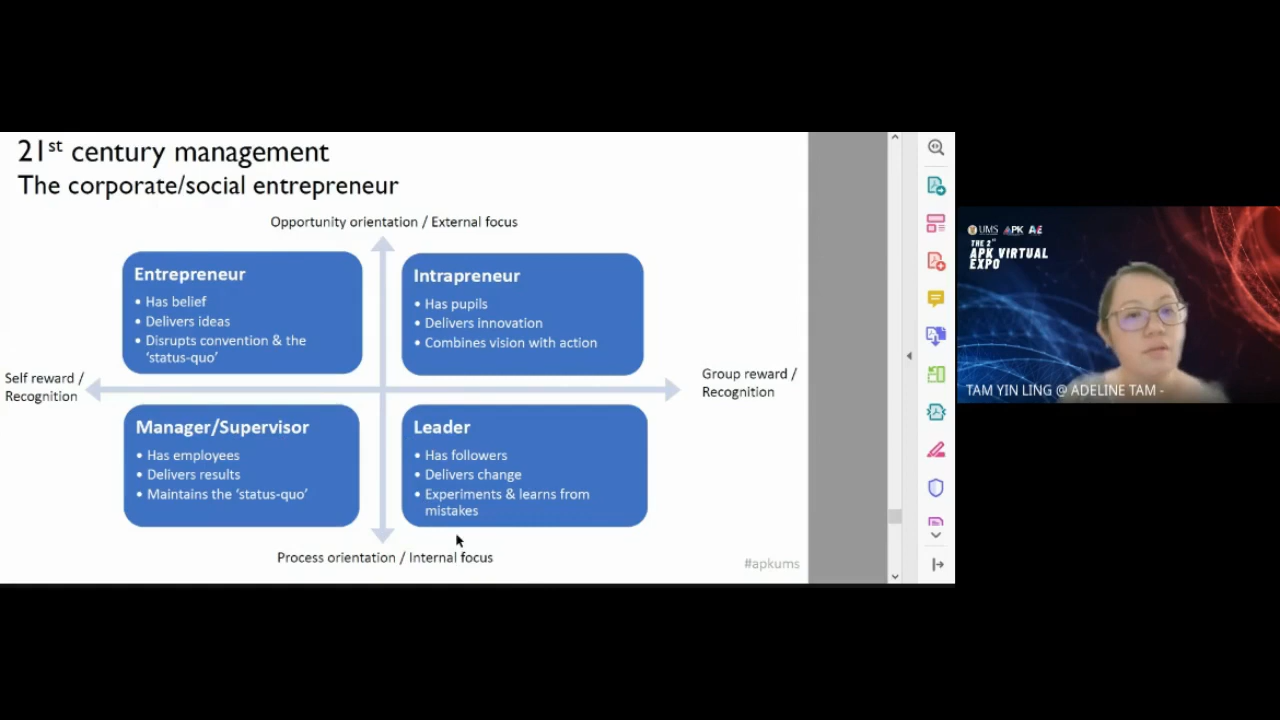 21st century management
The corporate/social entrepreneur
Opportunity orientation / External focus
Entrepreneur
• Has belief
• Delivers ideas
• Disrupts convention & the
‘status-quo’
Intrapreneur
• Has pupils
• Delivers innovation
• Combines vision with action
Self reward /
Recognition
Group reward /
Recognition
Manager/Supervisor
• Has employees
• Delivers results
• Maintains the ‘status-quo’
Leader
• Has followers
• Delivers change
• Experiments & learns from
mistakes
Process orientation / Internal focus
#apkums
UMS APK AE
THE 2nd
APK VIRTUAL
EXPO
TAM YIN LING @ ADELINE TAM -